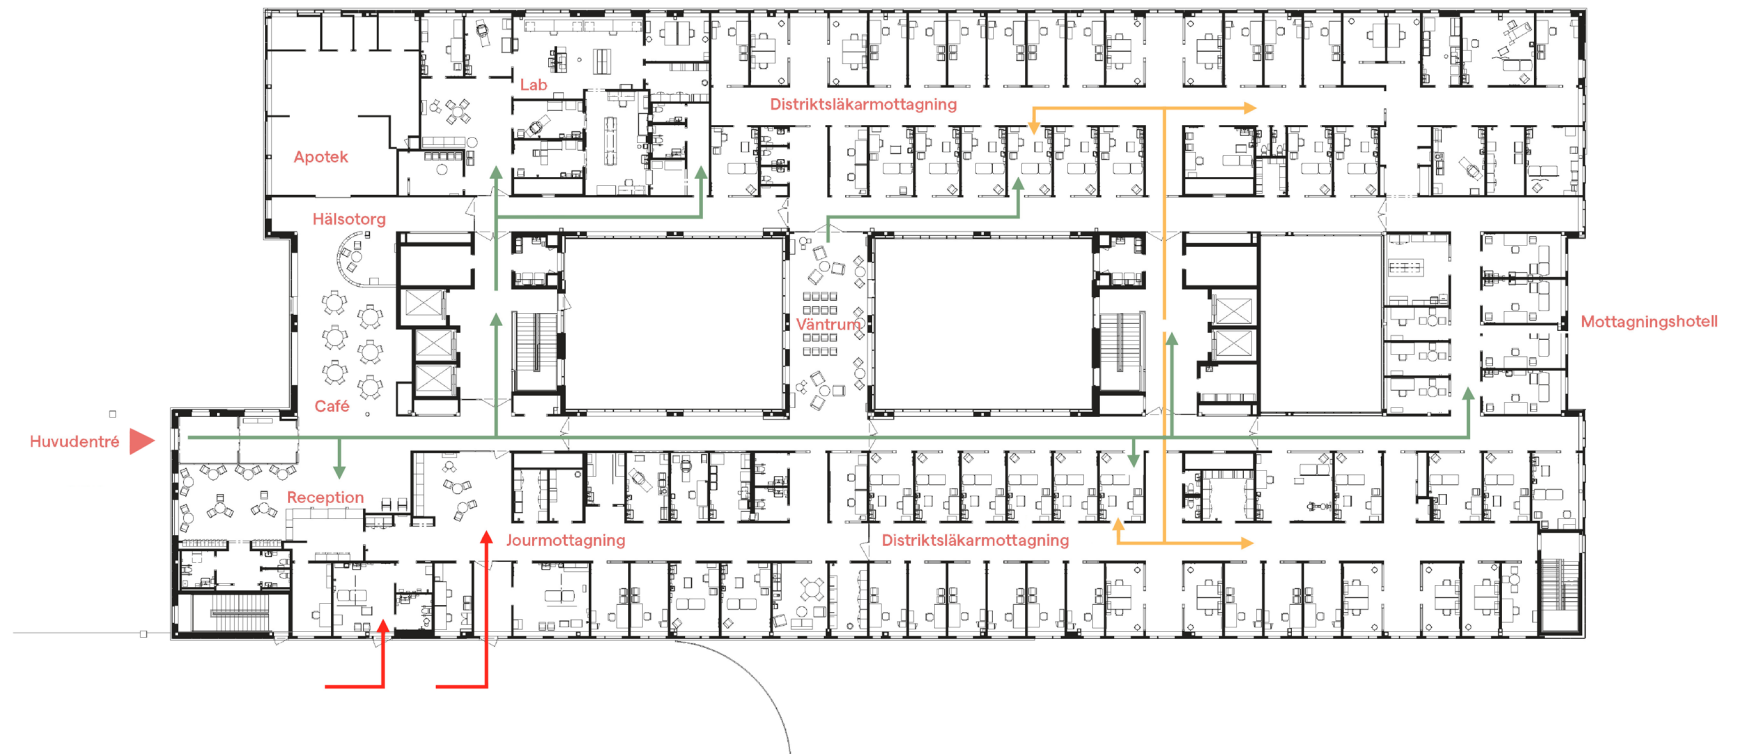 Lab
Distriktsläkarmottagning
Apotek
Hälsotorg
Väntrum
Mottagningshotell
Café
Huvudentré
Reception
Jourmottagning
Distriktsläkarmottagning